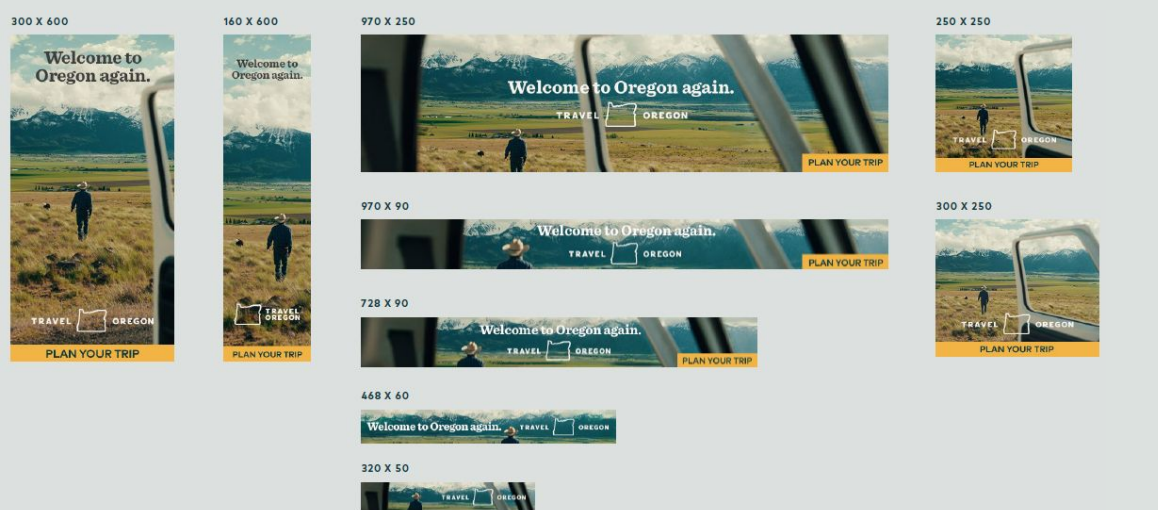 300 X 600
Welcome to
Oregon again.
TRAVEL OREGON
PLAN YOUR TRIP
160 X 600
Welcome to
Oregon again.
TRAVEL
OREGON
PLAN YOUR TRIP
970 X 250
Welcome to Oregon again.
TRAVEL OREGON
PLAN YOUR TRIP
970 X 90
Welcome to Oregon again.
TRAVEL OREGON
PLAN YOUR TRIP
728 X 90
Welcome to Oregon again.
TRAVEL OREGON
PLAN YOUR TRIP
468 X 60
Welcome to Oregon again. TRAVEL OREGON
320 X 50
TRAVEL OREGON
250 X 250
TRAVEL OREGON
PLAN YOUR TRIP
300 X 250
TRAVEL OREGON
PLAN YOUR TRIP